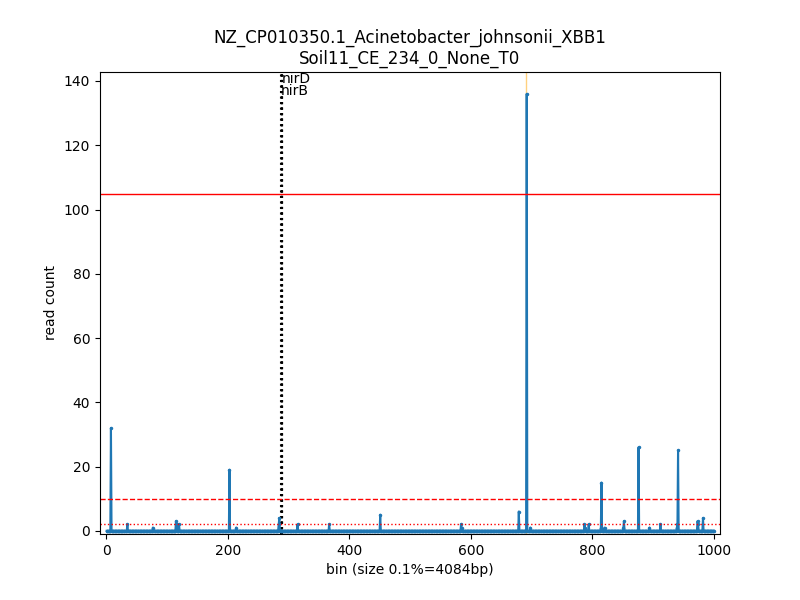 NZ_CP010350.1_Acinetobacter_johnsonii_XBB1
Soil11_CE_234_0_None_T0
nirD
nirB
140
120
100
80
60
40
20
0
read count
0 200 400 600 800 1000
bin (size 0.1%=4084bp)